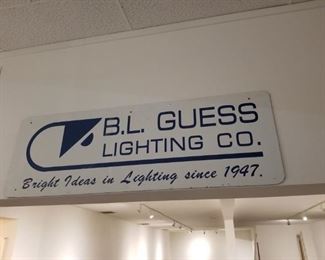 B.L. GUESS
LIGHTING CO.
Bright Ideas in Lighting since 1947.